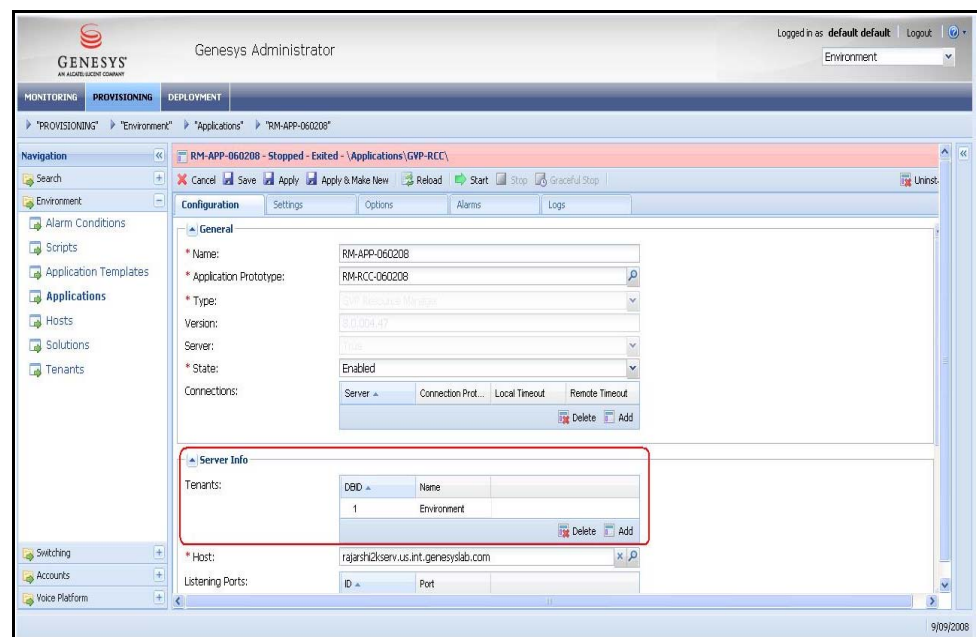 GENESYS
AN ALCATEL-LUCENT COMPANY
Genesys Administrator
Logged in as default default Logout
Environment
MONITORING PROVISIONING DEPLOYMENT
"PROVISIONING" "Environment" "Applications" "RM-APP-060208"
Navigation
Search
Environment
Alarm Conditions
Scripts
Application Templates
Applications
Hosts
Solutions
Tenants
Switching
Accounts
Voice Platform
RM-APP-060208 - Stopped - Exited - \Applications\GVP-RCC\
Cancel Save Apply Apply & Make New Reload Start Stop Graceful Stop Uninst
Configuration Settings Options Alarms Logs
General
* Name: RM-APP-060208
* Application Prototype: RM-RCC-060208
* Type: GVP Resource Manager
Version: 8.0.004.47
Server: True
* State: Enabled
Connections: Server Connection Prot... Local Timeout Remote Timeout
Delete Add
Server Info
Tenants: DBID Name
1 Environment
Delete Add
* Host: rajarshi2kserv.us.int.genesyslab.com
Listening Ports: ID Port
9/09/2008